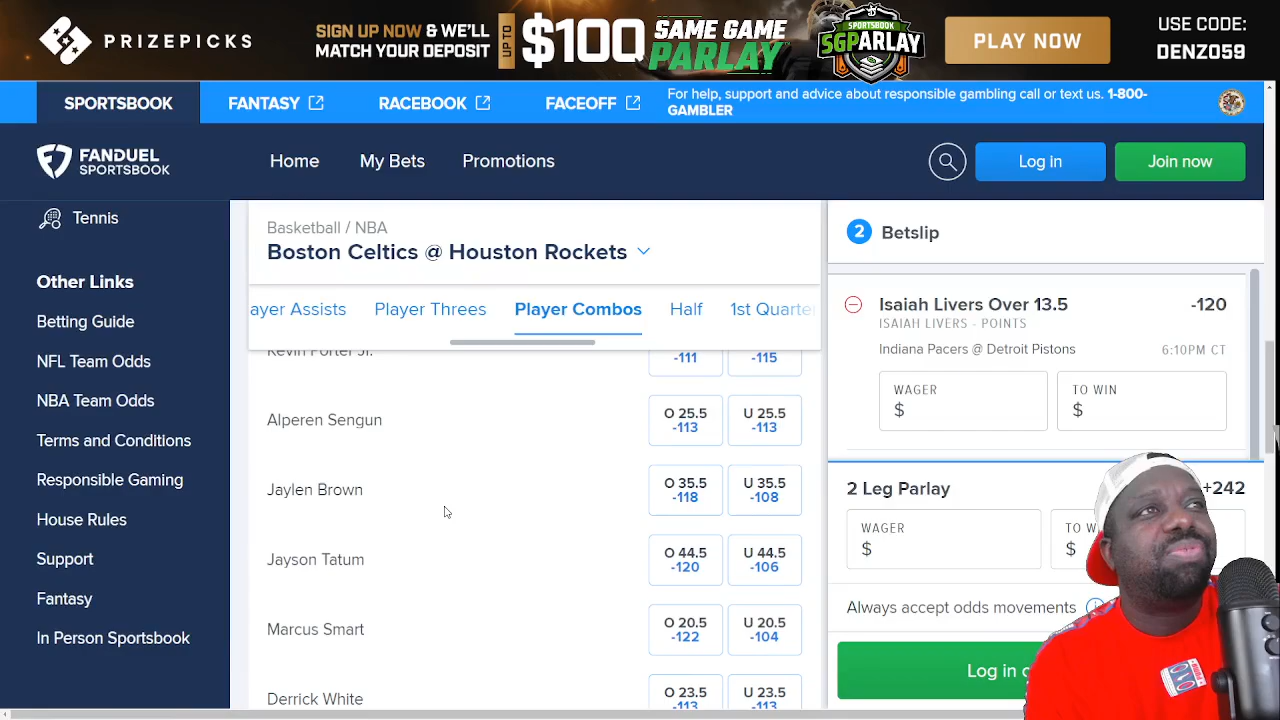 PRIZEPICKS
SIGN UP NOW & WE'LL
MATCH YOUR DEPOSIT
UP TO
$100
SAME GAME
PARLAY
SPORTSBOOK
SGPARLAY
PLAY NOW
USE CODE:
DENZO59
SPORTSBOOK
FANTASY
RACEBOOK
FACEOFF
For help, support and advice about responsible gambling call or text us. 1-800-
GAMBLER
FANDUEL
SPORTSBOOK
Home
My Bets
Promotions
Log in
Join now
Tennis
Other Links
Betting Guide
NFL Team Odds
NBA Team Odds
Terms and Conditions
Responsible Gaming
House Rules
Support
Fantasy
In Person Sportsbook
Basketball / NBA
Boston Celtics @ Houston Rockets
ayer Assists
Player Threes
Player Combos
Half
1st Quarte
Kevin Porter Jr.
-111
-115
Alperen Sengun
O 25.5
-113
U 25.5
-113
Jaylen Brown
O 35.5
-118
U 35.5
-108
Jayson Tatum
O 44.5
-120
U 44.5
-106
Marcus Smart
O 20.5
-122
U 20.5
-104
Derrick White
O 23.5
-113
U 23.5
-113
2
Betslip
Isaiah Livers Over 13.5
-120
ISAIAH LIVERS - POINTS
Indiana Pacers @ Detroit Pistons
6:10PM CT
WAGER
$
TO WIN
$
2 Leg Parlay
+242
WAGER
$
TO W
$
Always accept odds movements
Log in